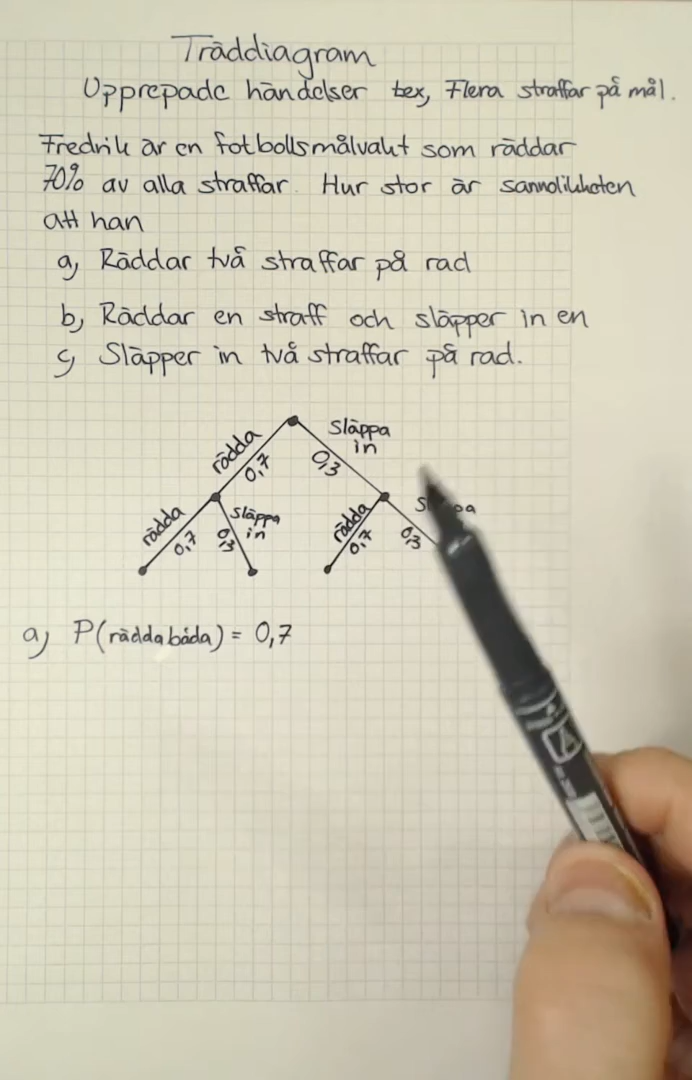 Träddiagram
Upprepade händelser tex, Flera straffar på mål.
Fredrik är en fotbollsmålvakt som räddar
70% av alla straffar. Hur stor är sannolikheten
att han
a, Räddar två straffar på rad
b, Räddar en straff och släpper in en
c, Släpper in två straffar på rad.
rädda
0,7
släppa
in
0,3
rädda
0,7
släppa
in
0,3
rädda
0,7
0,3
a) P(rädda båda) = 0,7